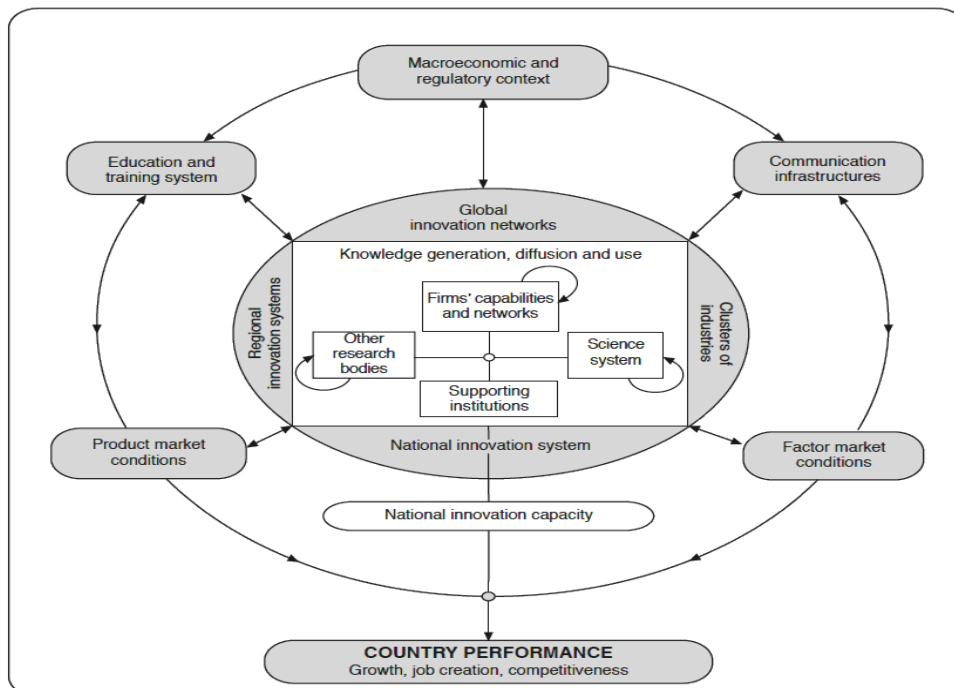 Macroeconomic and
regulatory context
Education and
training system
Communication
infrastructures
Global
innovation networks
Knowledge generation, diffusion and use
Regional
innovation systems
Firms' capabilities
and networks
Clusters of
industries
Other
research
bodies
Science
system
Supporting
institutions
Product market
conditions
National innovation system
Factor market
conditions
National innovation capacity
COUNTRY PERFORMANCE
Growth, job creation, competitiveness